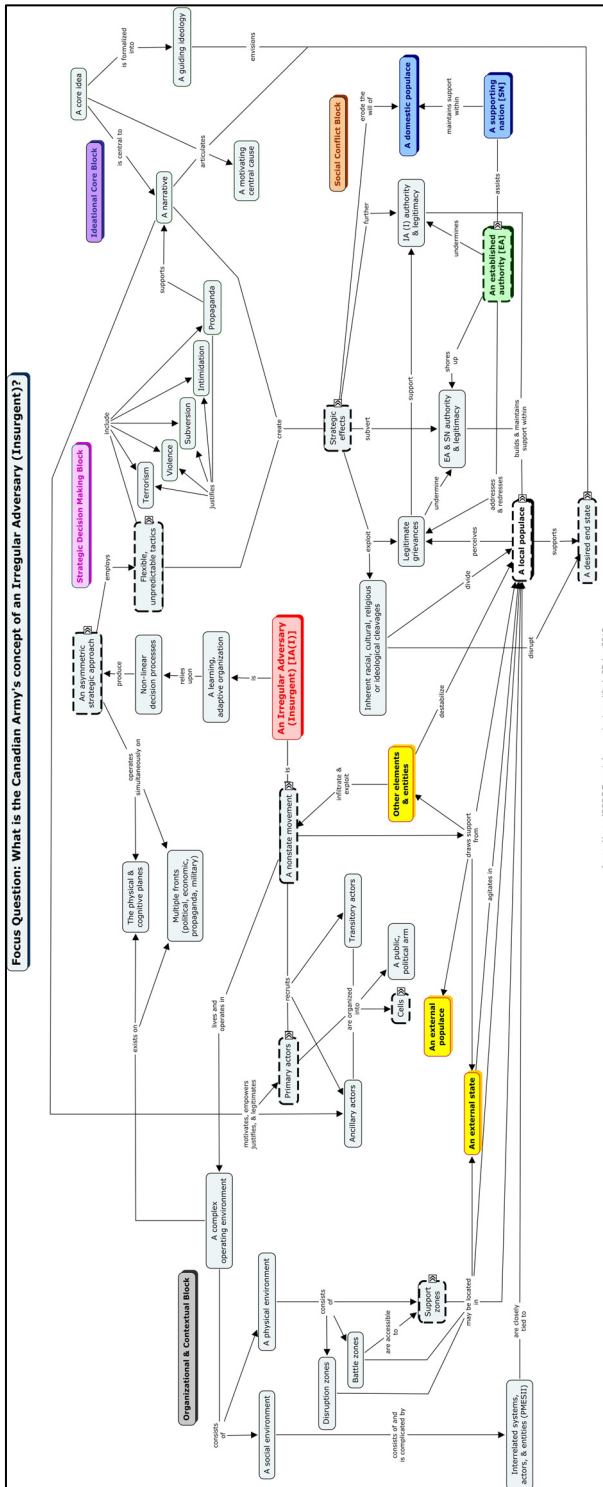 Focus Question: What is the Canadian Army's concept of an Irregular Adversary (Insurgent)?
Organizational & Contextual Block
Strategic Decision Making Block
Ideational Core Block
Social Conflict Block
A core idea
is formalized
into
A guiding ideology
envisions
is central to
articulates
A motivating
central cause
A narrative
supports
include
Terrorism
Violence
Subversion
Intimidation
Propaganda
justifies
employs
Flexible,
unpredictable tactics
create
An asymmetric
strategic approach
produce
Non-linear
decision processes
relies
upon
A learning,
adaptive organization
is
An Irregular Adversary
(Insurgent) [IA(I)]
is
A nonstate movement
operates
simultaneously on
The physical &
cognitive planes
Multiple fronts
(political, economic,
propaganda, military)
exists on
lives and
operates in
A complex
operating environment
motivates, empowers
justifies, & legitimates
Primary actors
recruits
Ancillary actors
Transitory actors
are organized
into
Cells
A public,
political arm
consists
of
A social environment
A physical environment
consists
of
Disruption zones
Battle zones
are accessible
to
Support
zones
may be located
in
consists of and
is complicated by
Interrelated systems,
actors, & entities (PMESII)
are closely
tied to
infiltrate &
exploit
Other elements
& entities
destabilize
draws support
from
An external
populace
An external state
agitates in
Strategic
effects
exploit
subvert
further
erode the
will of
Inherent racial, cultural, religious
or ideological cleavages
divide
disrupt
Legitimate
grievances
undermine
support
EA & SN authority
& legitimacy
IA (I) authority
& legitimacy
A domestic populace
maintains support
within
A supporting
nation [SN]
assists
An established
authority [EA]
undermines
shores
up
addresses
& redresses
perceives
builds & maintains
support within
A local populace
supports
A desired end state